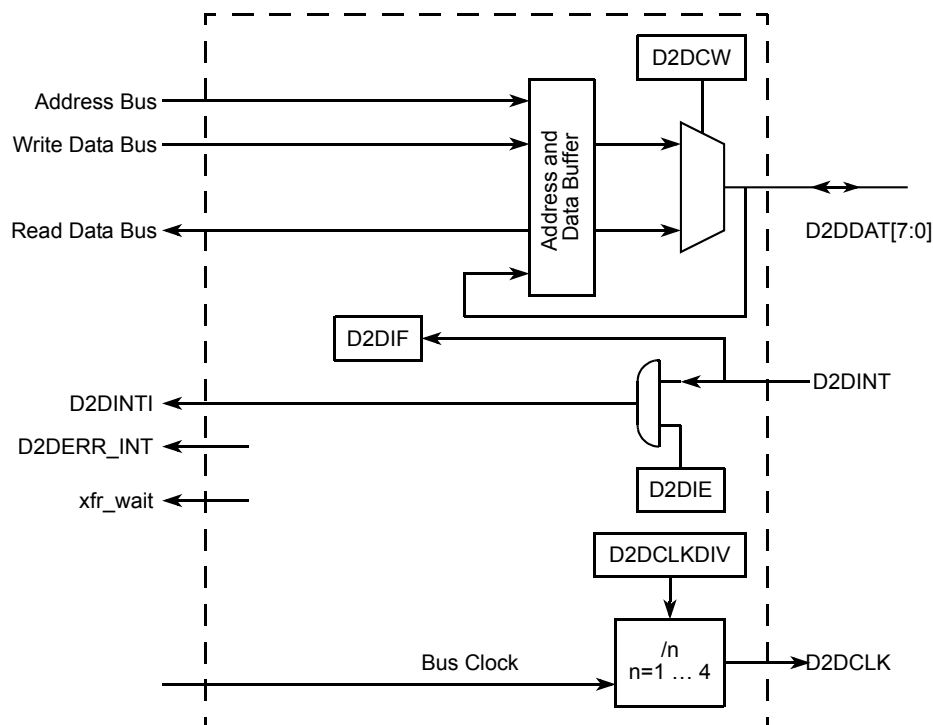 D2DCW
Address Bus
Write Data Bus
Address and
Data Buffer
Read Data Bus
D2DDAT[7:0]
D2DIF
D2DINT
D2DINTI
D2DERR_INT
D2DIE
xfr_wait
D2DCLKDIV
/n
n=1 … 4
Bus Clock
D2DCLK